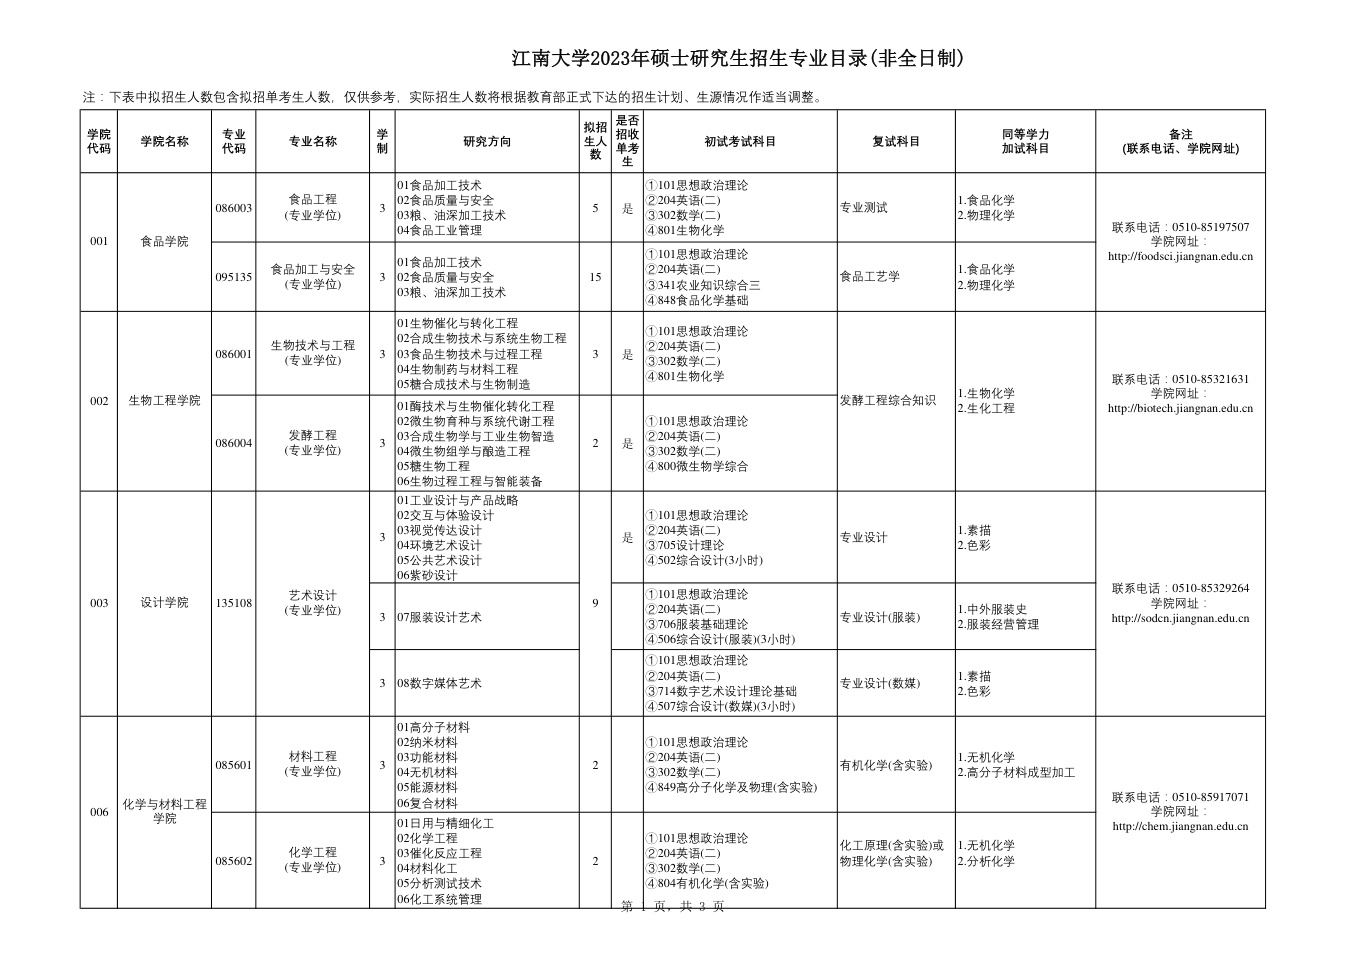 江南大学2023年硕士研究生招生专业目录(非全日制)
注：下表中拟招生人数包含拟招单考生人数，仅供参考，实际招生人数将根据教育部正式下达的招生计划、生源情况作适当调整。
学院
代码
学院名称
专业
代码
专业名称
学
制
研究方向
拟招
生人
数
是否
招收
单考
生
初试考试科目
复试科目
同等学力
加试科目
备注
(联系电话、学院网址)
001
食品学院
086003
食品工程
(专业学位)
3
01食品加工技术
02食品质量与安全
03粮、油深加工技术
04食品工业管理
5
是
①101思想政治理论
②204英语(二)
③302数学(二)
④801生物化学
专业测试
1.食品化学
2.物理化学
联系电话：0510-85197507
学院网址：
http://foodsci.jiangnan.edu.cn
095135
食品加工与安全
(专业学位)
3
01食品加工技术
02食品质量与安全
03粮、油深加工技术
15
①101思想政治理论
②204英语(二)
③341农业知识综合三
④848食品化学基础
食品工艺学
1.食品化学
2.物理化学
002
生物工程学院
086001
生物技术与工程
(专业学位)
3
01生物催化与转化工程
02合成生物技术与系统生物工程
03食品生物技术与过程工程
04生物制药与材料工程
05糖合成技术与生物制造
3
是
①101思想政治理论
②204英语(二)
③302数学(二)
④801生物化学
发酵工程综合知识
1.生物化学
2.生化工程
联系电话：0510-85321631
学院网址：
http://biotech.jiangnan.edu.cn
086004
发酵工程
(专业学位)
3
01酶技术与生物催化转化工程
02微生物育种与系统代谢工程
03合成生物学与工业生物智造
04微生物组学与酿造工程
05糖生物工程
06生物过程工程与智能装备
2
是
①101思想政治理论
②204英语(二)
③302数学(二)
④800微生物学综合
003
设计学院
135108
艺术设计
(专业学位)
3
01工业设计与产品战略
02交互与体验设计
03视觉传达设计
04环境艺术设计
05公共艺术设计
06紫砂设计
9
是
①101思想政治理论
②204英语(二)
③705设计理论
④502综合设计(3小时)
专业设计
1.素描
2.色彩
联系电话：0510-85329264
学院网址：
http://sodcn.jiangnan.edu.cn
3
07服装设计艺术
①101思想政治理论
②204英语(二)
③706服装基础理论
④506综合设计(服装)(3小时)
专业设计(服装)
1.中外服装史
2.服装经营管理
3
08数字媒体艺术
①101思想政治理论
②204英语(二)
③714数字艺术设计理论基础
④507综合设计(数媒)(3小时)
专业设计(数媒)
1.素描
2.色彩
006
化学与材料工程
学院
085601
材料工程
(专业学位)
3
01高分子材料
02纳米材料
03功能材料
04无机材料
05能源材料
06复合材料
2
①101思想政治理论
②204英语(二)
③302数学(二)
④849高分子化学及物理(含实验)
有机化学(含实验)
1.无机化学
2.高分子材料成型加工
联系电话：0510-85917071
学院网址：
http://chem.jiangnan.edu.cn
085602
化学工程
(专业学位)
3
01日用与精细化工
02化学工程
03催化反应工程
04材料化工
05分析测试技术
06化工系统管理
2
①101思想政治理论
②204英语(二)
③302数学(二)
④804有机化学(含实验)
化工原理(含实验)或
物理化学(含实验)
1.无机化学
2.分析化学
第 1 页，共 3 页